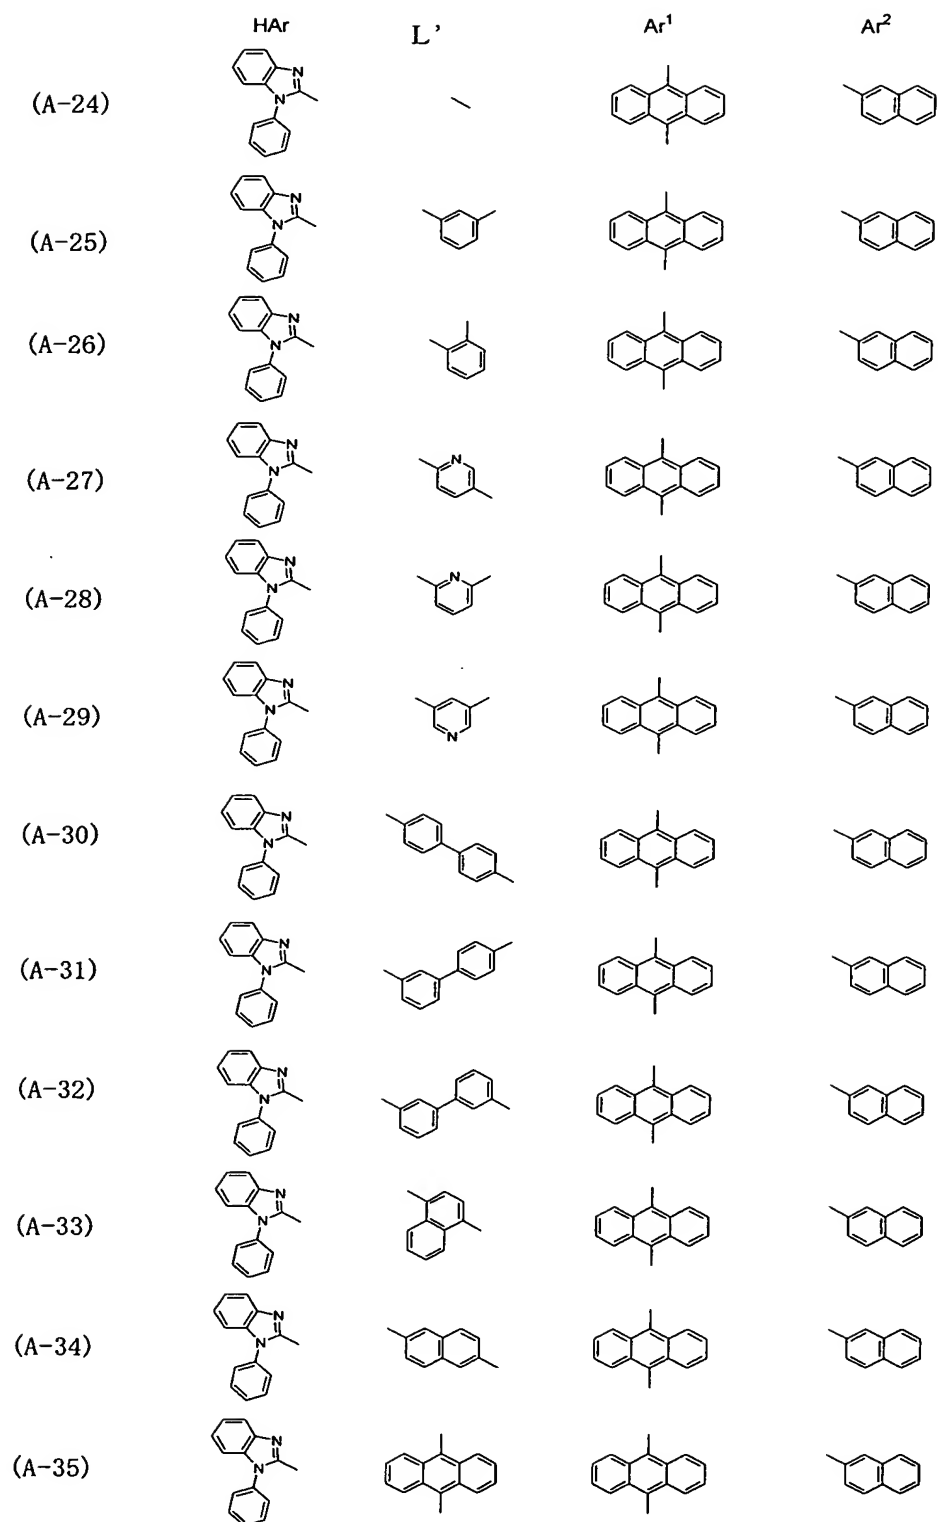 HAr L' Ar¹ Ar²
(A-24) N N
(A-25) N N
(A-26) N N
(A-27) N N N
(A-28) N N N
(A-29) N N N
(A-30) N N
(A-31) N N
(A-32) N N
(A-33) N N
(A-34) N N
(A-35) N N